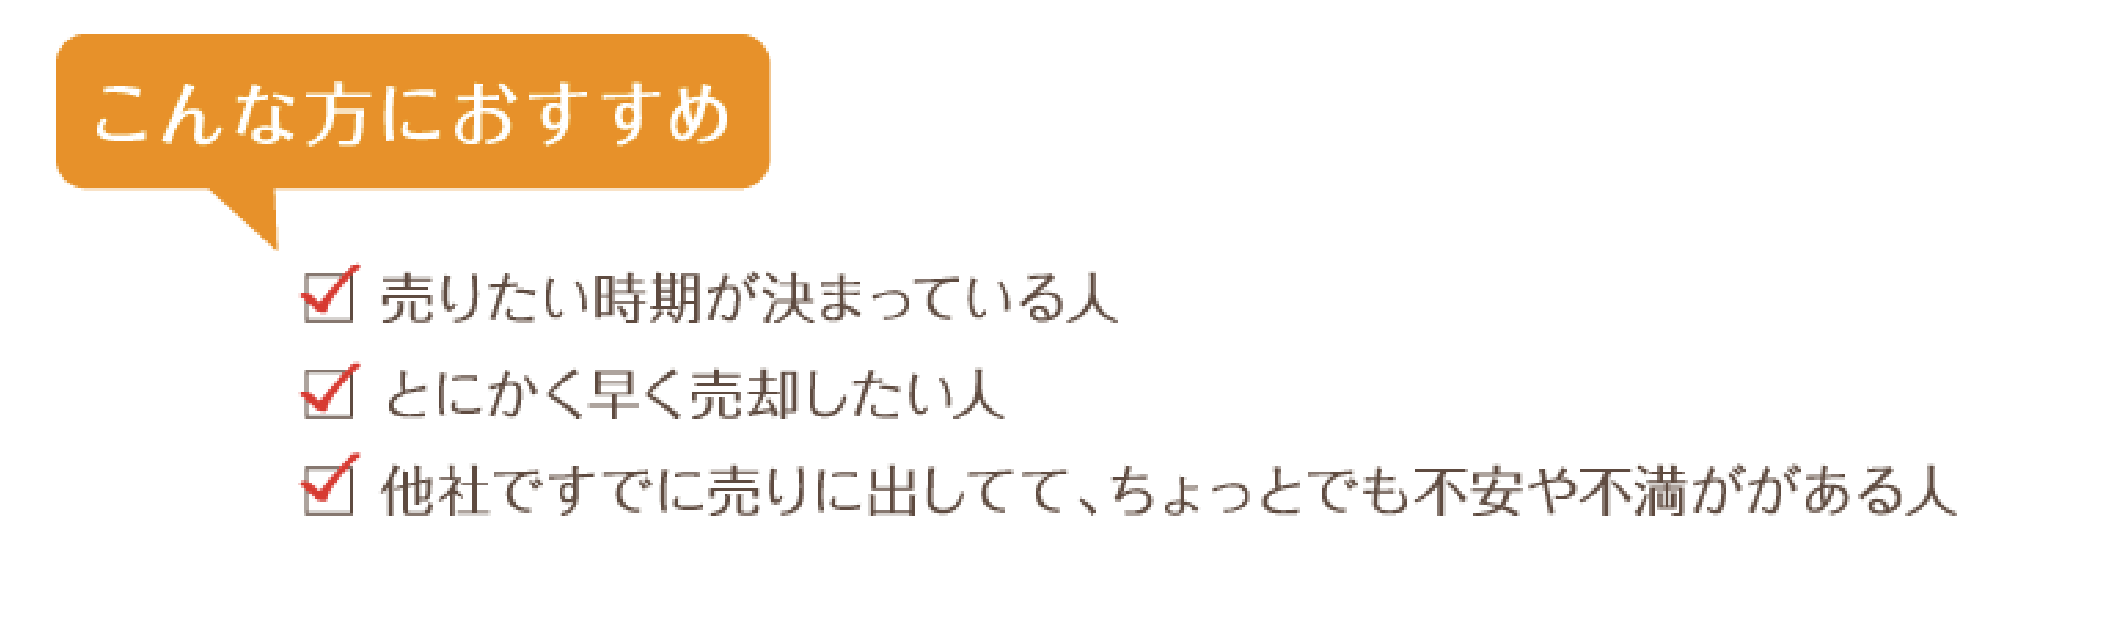 こんな方におすすめ
売りたい時期が決まっている人
とにかく早く売却したい人
他社ですでに売りに出してて、ちょっとでも不安や不満ががある人